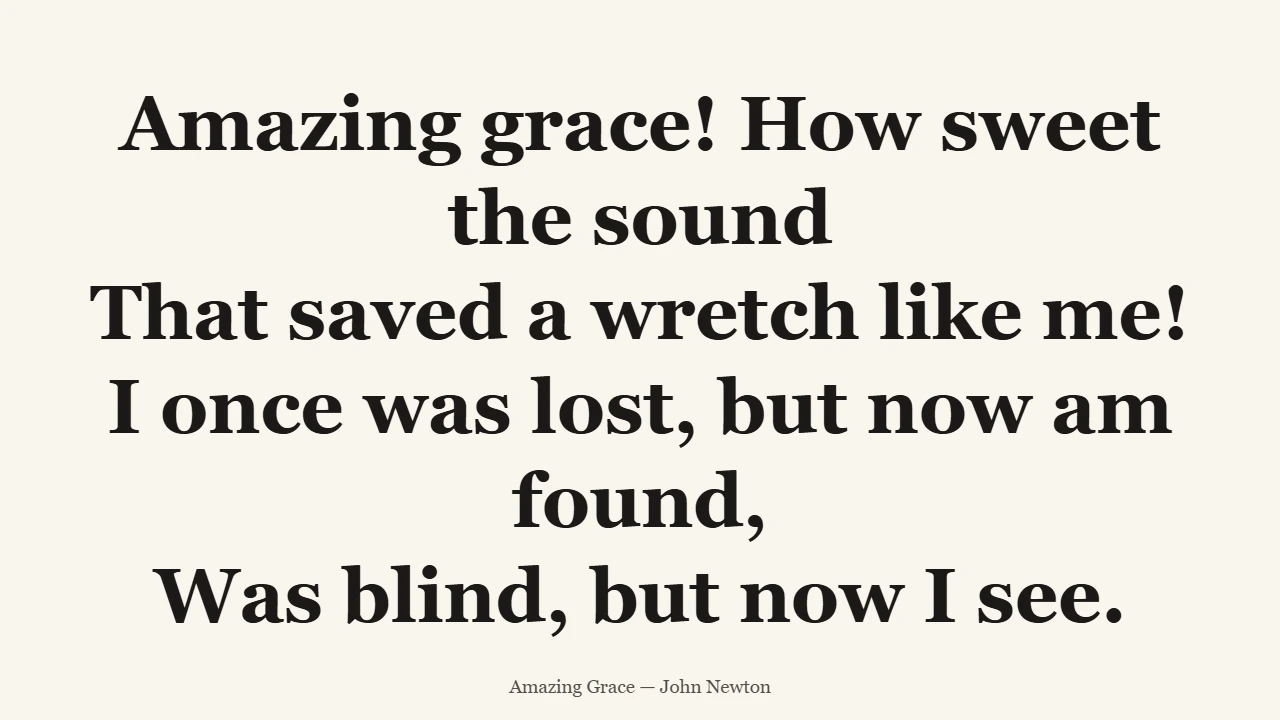 Amazing grace! How sweet
the sound
That saved a wretch like me!
I once was lost, but now am
found,
Was blind, but now I see.
Amazing Grace — John Newton